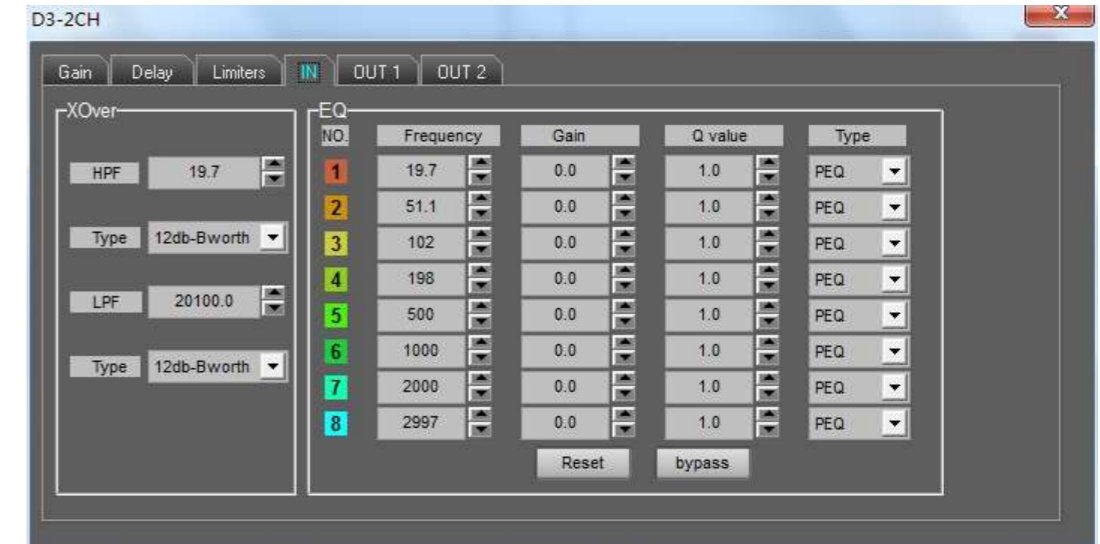 D3-2CH
X
Gain Delay Limiters IN OUT 1 OUT 2
XOver
HPF 19.7
Type 12db-Bworth
LPF 20100.0
Type 12db-Bworth
EQ
NO. Frequency Gain Q value Type
1 19.7 0.0 1.0 PEQ
2 51.1 0.0 1.0 PEQ
3 102 0.0 1.0 PEQ
4 198 0.0 1.0 PEQ
5 500 0.0 1.0 PEQ
6 1000 0.0 1.0 PEQ
7 2000 0.0 1.0 PEQ
8 2997 0.0 1.0 PEQ
Reset bypass